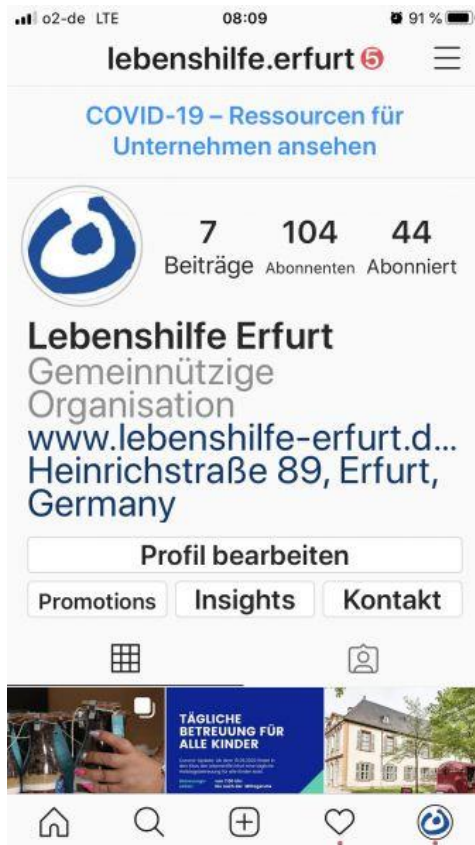 o2-de LTE 08:09 91 %
lebenshilfe.erfurt 5
COVID-19 – Ressourcen für
Unternehmen ansehen
7 104 44
Beiträge Abonnenten Abonniert
Lebenshilfe Erfurt
Gemeinnützige
Organisation
www.lebenshilfe-erfurt.d...
Heinrichstraße 89, Erfurt,
Germany
Profil bearbeiten
Promotions Insights Kontakt
TÄGLICHE
BETREUUNG FÜR
ALLE KINDER